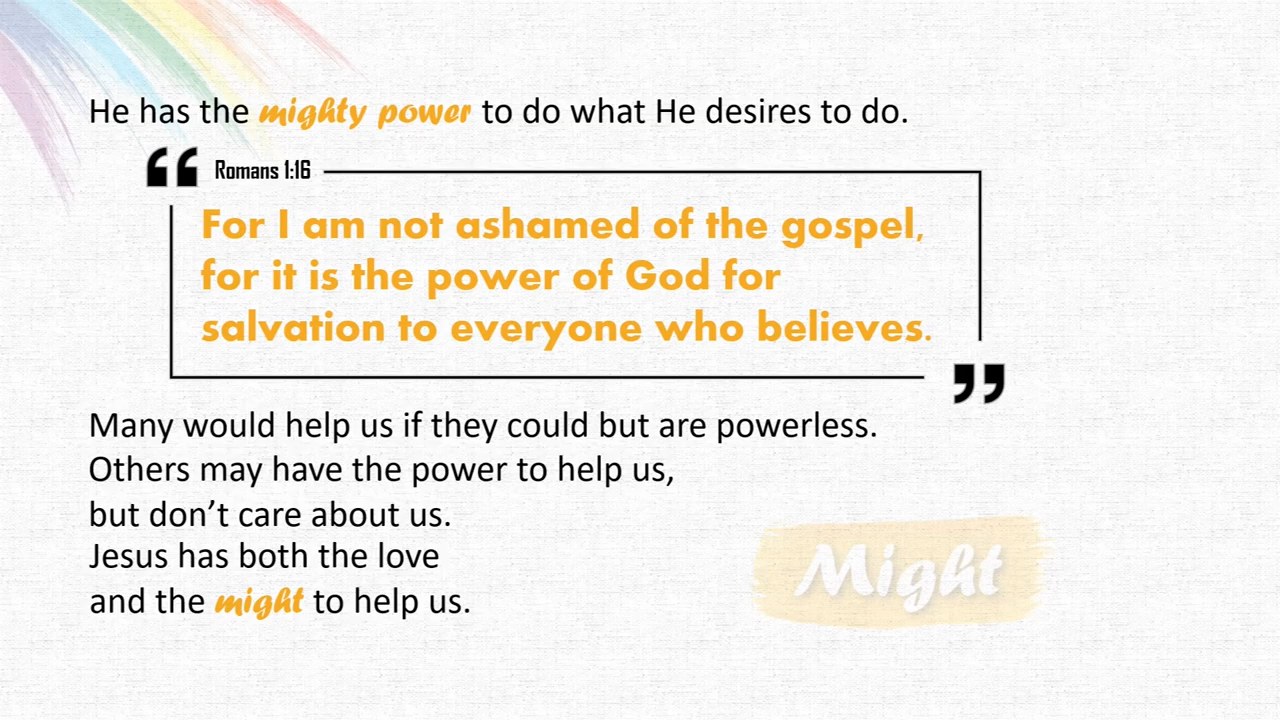 He has the mighty power to do what He desires to do.
“ Romans 1:16
For I am not ashamed of the gospel,
for it is the power of God for
salvation to everyone who believes.
”
Many would help us if they could but are powerless.
Others may have the power to help us,
but don’t care about us.
Jesus has both the love
and the might to help us.
Might